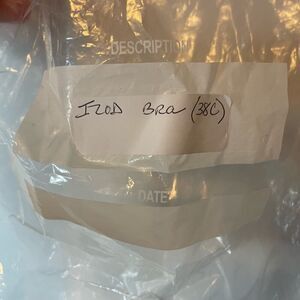 DESCRIPTION
IZOD Bra (38C)
DATE